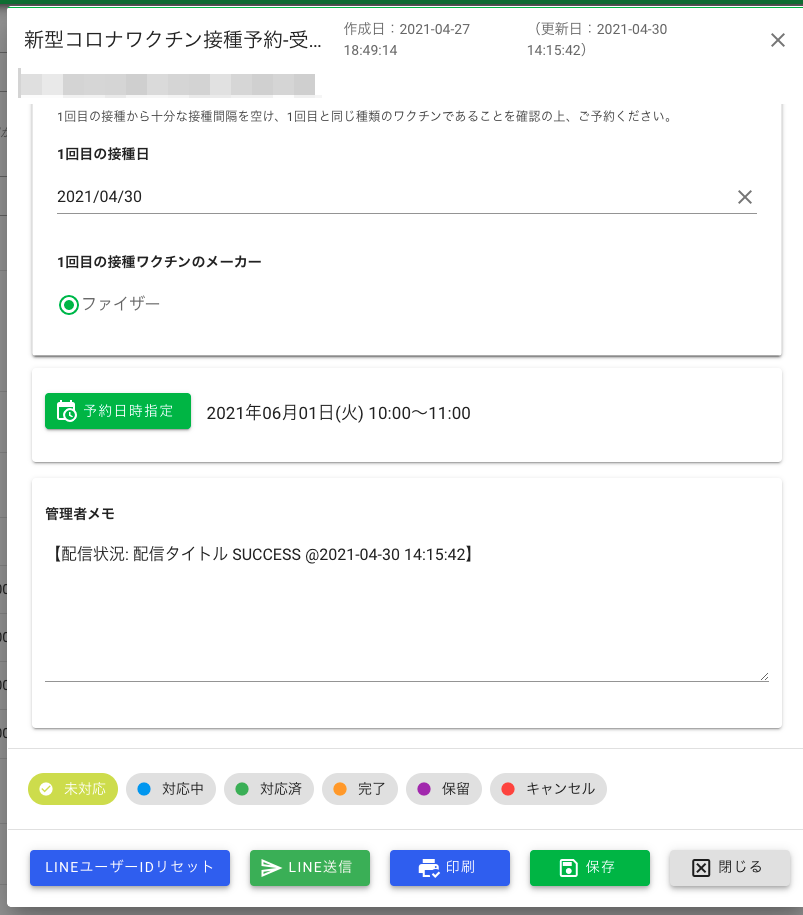 新型コロナワクチン接種予約-受...
作成日：2021-04-27
18:49:14
（更新日：2021-04-30
14:15:42）
1回目の接種から十分な接種間隔を空け、1回目と同じ種類のワクチンであることを確認の上、ご予約ください。
1回目の接種日
2021/04/30
1回目の接種ワクチンのメーカー
ファイザー
予約日時指定
2021年06月01日(火) 10:00〜11:00
管理者メモ
【配信状況: 配信タイトル SUCCESS @2021-04-30 14:15:42】
未対応
対応中
対応済
完了
保留
キャンセル
LINEユーザーIDリセット
LINE送信
印刷
保存
閉じる